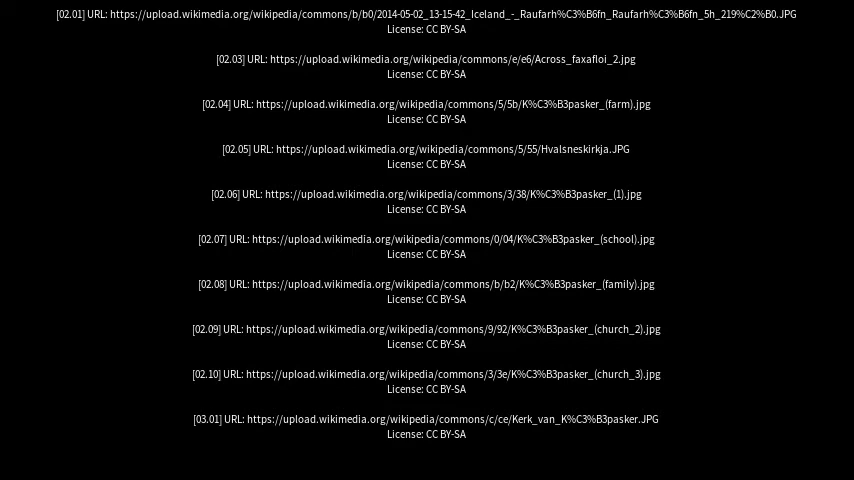 [02.01] URL: https://upload.wikimedia.org/wikipedia/commons/b/b0/2014-05-02_13-15-42_Iceland_-_Raufarh%C3%B6fn_Raufarh%C3%B6fn_5h_219%C2%B0.JPG
License: CC BY-SA
[02.03] URL: https://upload.wikimedia.org/wikipedia/commons/e/e6/Across_faxafloi_2.jpg
License: CC BY-SA
[02.04] URL: https://upload.wikimedia.org/wikipedia/commons/5/5b/K%C3%B3pasker_(farm).jpg
License: CC BY-SA
[02.05] URL: https://upload.wikimedia.org/wikipedia/commons/5/55/Hvalsneskirkja.JPG
License: CC BY-SA
[02.06] URL: https://upload.wikimedia.org/wikipedia/commons/3/38/K%C3%B3pasker_(1).jpg
License: CC BY-SA
[02.07] URL: https://upload.wikimedia.org/wikipedia/commons/0/04/K%C3%B3pasker_(school).jpg
License: CC BY-SA
[02.08] URL: https://upload.wikimedia.org/wikipedia/commons/b/b2/K%C3%B3pasker_(family).jpg
License: CC BY-SA
[02.09] URL: https://upload.wikimedia.org/wikipedia/commons/9/92/K%C3%B3pasker_(church_2).jpg
License: CC BY-SA
[02.10] URL: https://upload.wikimedia.org/wikipedia/commons/3/3e/K%C3%B3pasker_(church_3).jpg
License: CC BY-SA
[03.01] URL: https://upload.wikimedia.org/wikipedia/commons/c/ce/Kerk_van_K%C3%B3pasker.JPG
License: CC BY-SA